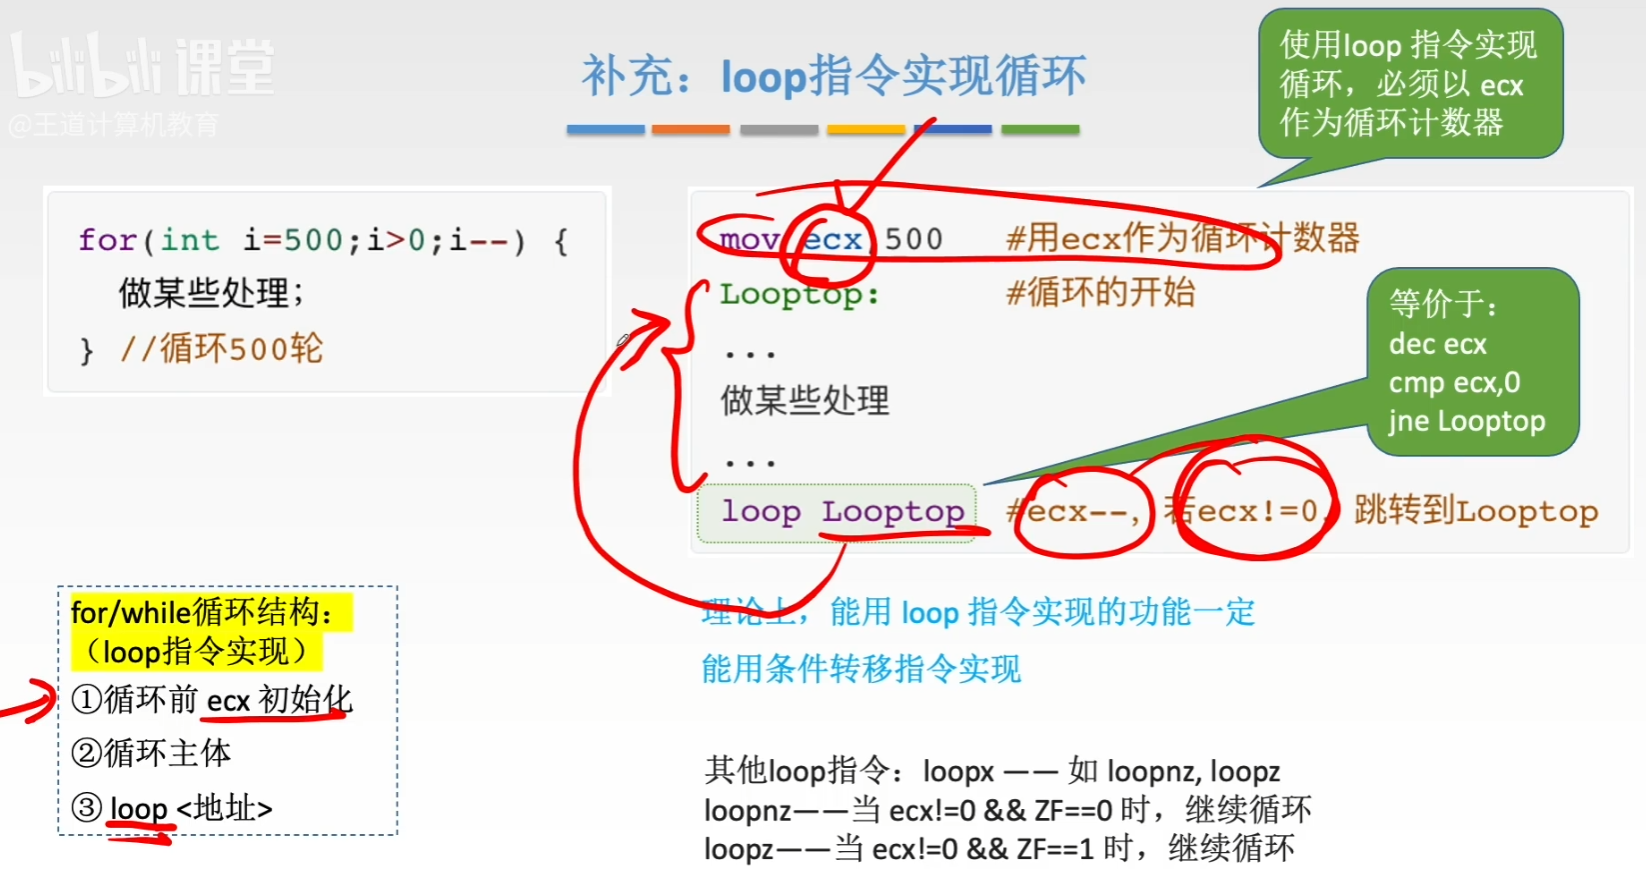 bilibili 课堂
@王道计算机教育
补充：loop指令实现循环
使用loop 指令实现
循环，必须以 ecx
作为循环计数器
for(int i=500;i>0;i--) {
做某些处理;
} //循环500轮
mov ecx,500 #用ecx作为循环计数器
Looptop: #循环的开始
...
做某些处理
...
loop Looptop #ecx--, 若ecx!=0, 跳转到Looptop
等价于：
dec ecx
cmp ecx,0
jne Looptop
for/while循环结构：
（loop指令实现）
①循环前 ecx 初始化
②循环主体
③ loop <地址>
理论上，能用 loop 指令实现的功能一定
能用条件转移指令实现
其他loop指令：loopx —— 如 loopnz, loopz
loopnz——当 ecx!=0 && ZF==0 时，继续循环
loopz——当 ecx!=0 && ZF==1 时，继续循环